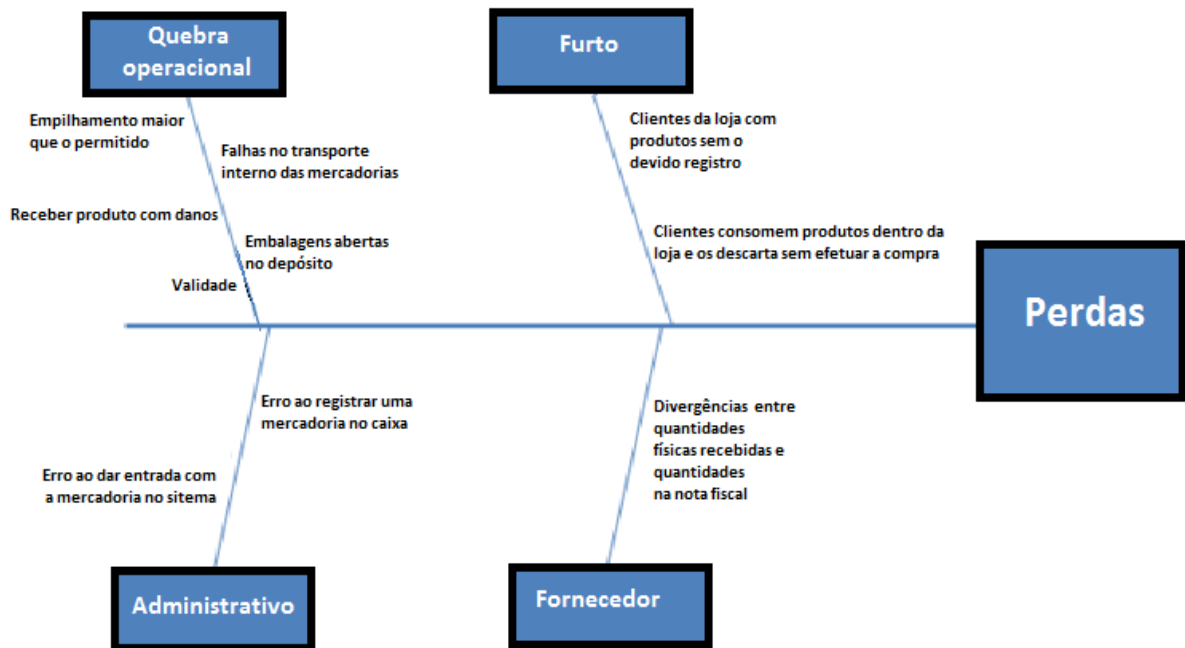 Quebra
operacional
Furto
Empilhamento maior
que o permitido
Falhas no transporte
interno das mercadorias
Receber produto com danos
Embalagens abertas
no depósito
Validade
Clientes da loja com
produtos sem o
devido registro
Clientes consomem produtos dentro da
loja e os descarta sem efetuar a compra
Perdas
Erro ao registrar uma
mercadoria no caixa
Erro ao dar entrada com
a mercadoria no sitema
Divergências entre
quantidades
físicas recebidas e
quantidades
na nota fiscal
Administrativo
Fornecedor